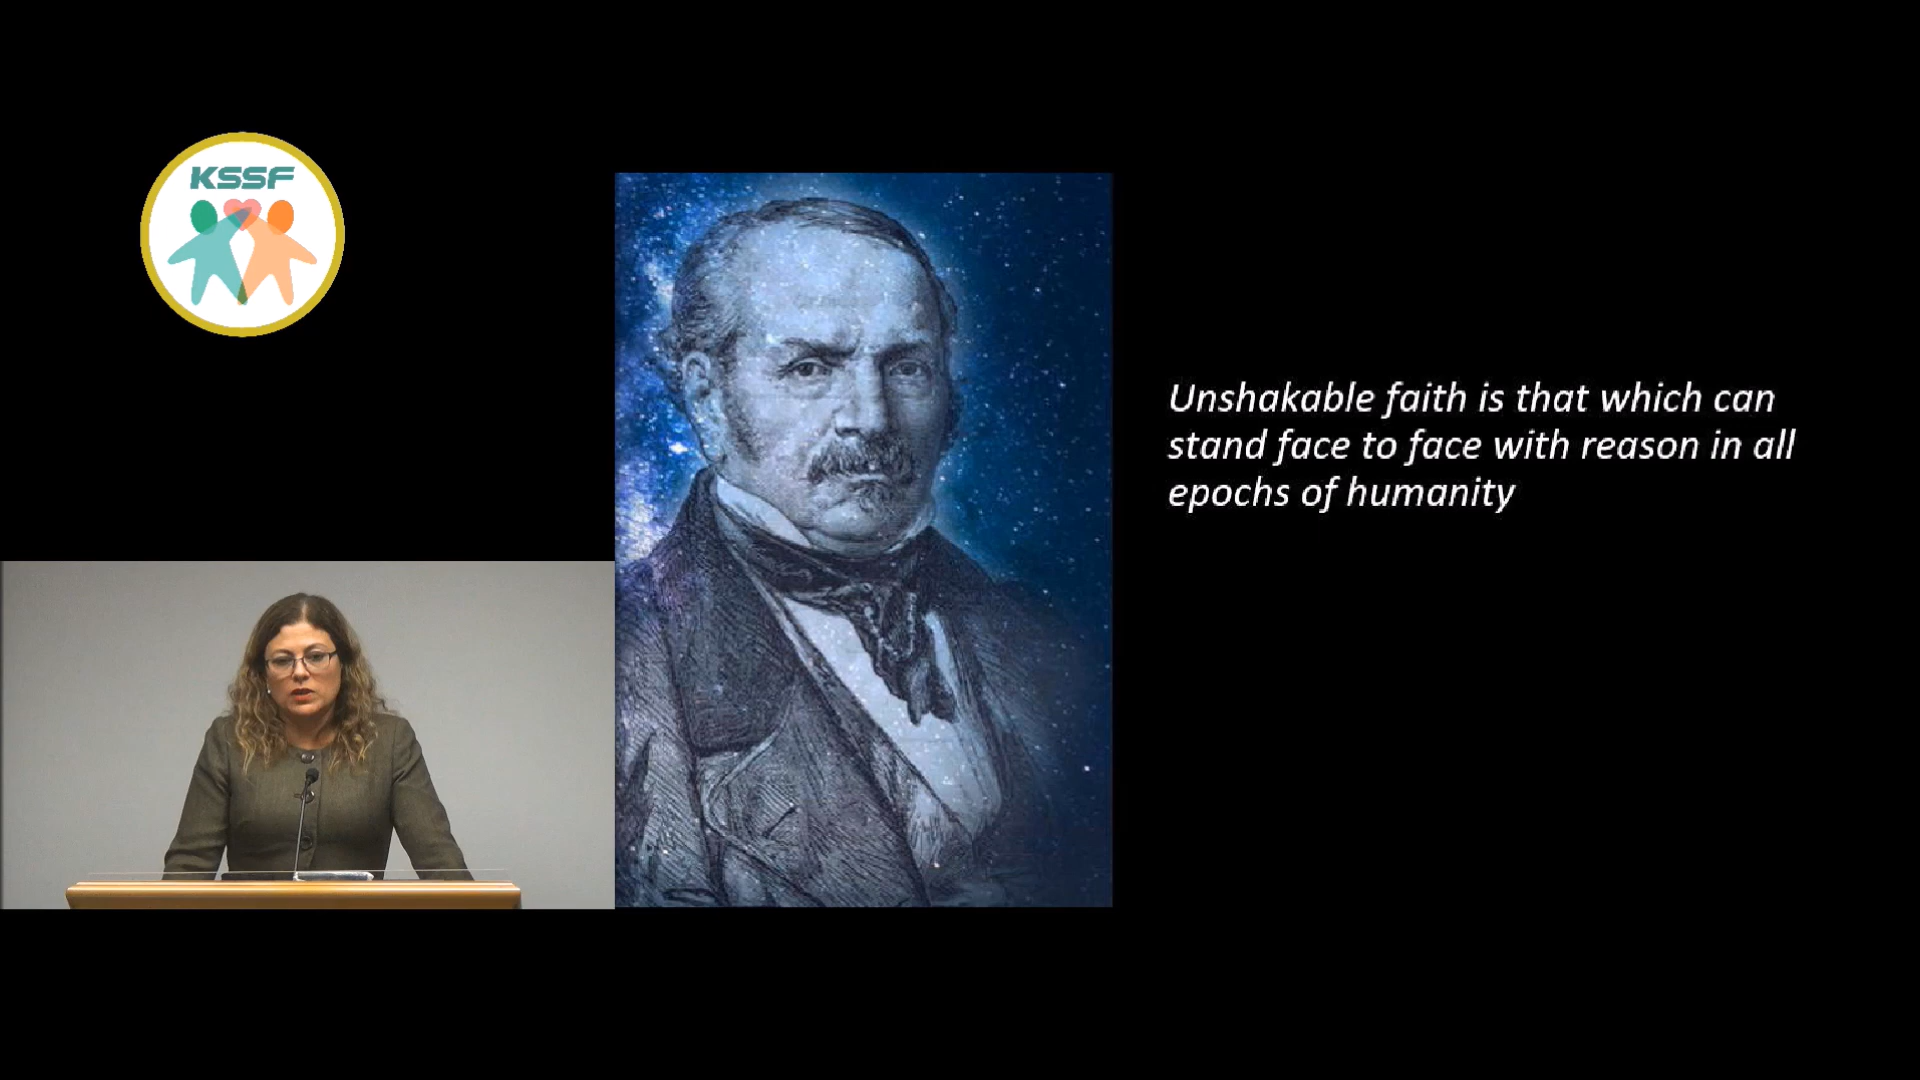 KSSF
Unshakable faith is that which can
stand face to face with reason in all
epochs of humanity